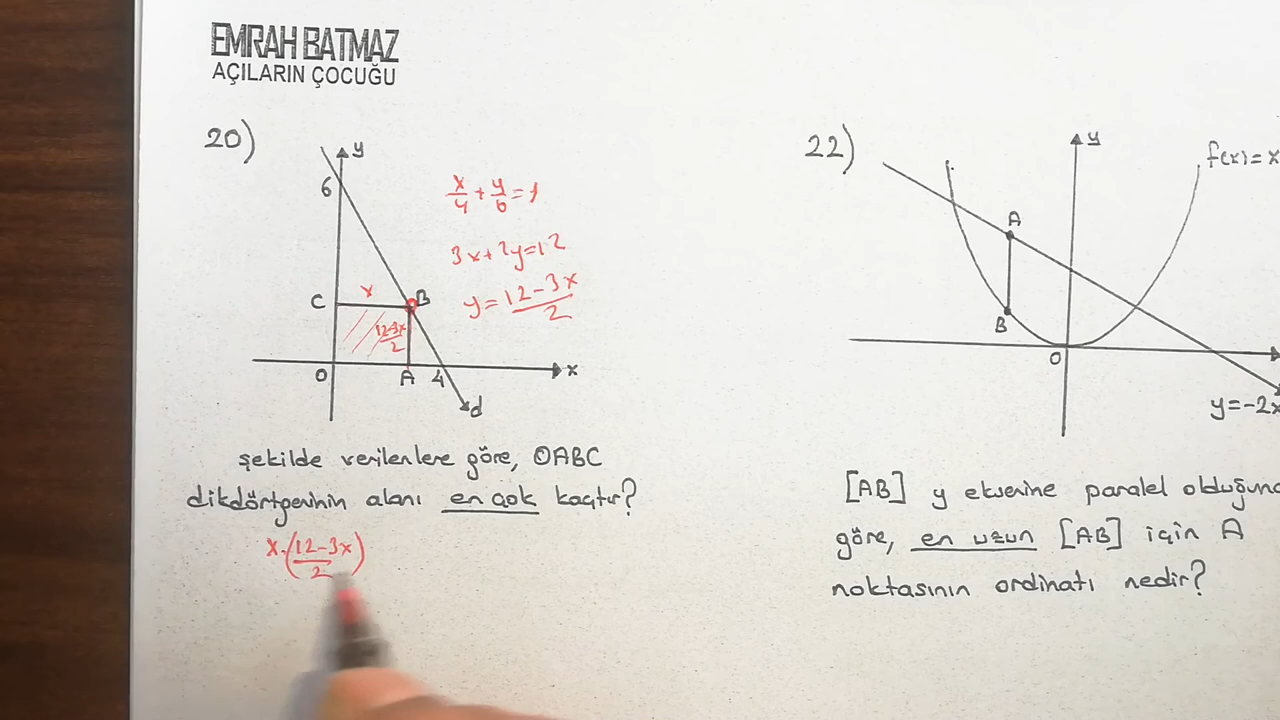 EMRAH BATMAZ
AÇILARIN ÇOCUĞU
20)
y
6
x/4 + y/6 = 1
3x+2y=12
y = 12-3x/2
C
x
B
12-3x/2
O
A
4
x
d
şekilde verilenlere göre, OABC
dikdörtgeninin alanı en çok kaçtır?
x.(12-3x/2)
22)
y
f(x)=x
A
B
O
y=-2x
[AB] y eksenine paralel olduğuna
göre, en uzun [AB] için A
noktasının ordinatı nedir?